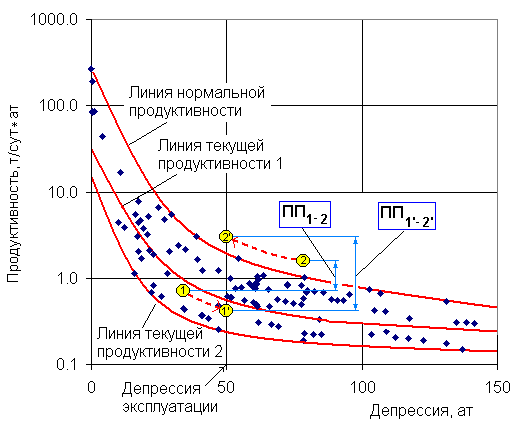 1000.0
100.0
10.0
1.0
0.1
Продуктивность, т/сут*ат
Линия нормальной
продуктивности
Линия текущей
продуктивности 1
ПП1-2
ПП1'-2'
2'
2
1
1'
Линия текущей
продуктивности 2
0
50
100
150
Депрессия
эксплуатации
Депрессия, ат